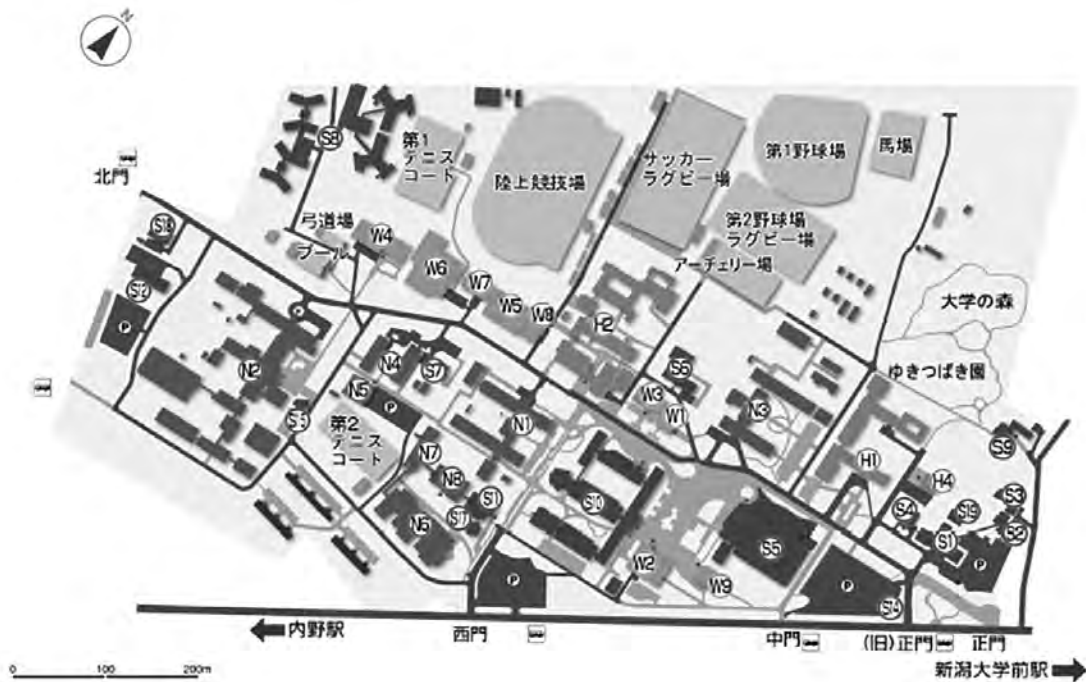 N
北門
S8
第1
テニス
コート
陸上競技場
サッカー
ラグビー場
第1野球場
馬場
第2野球場
ラグビー場
アーチェリー場
弓道場
プール
W4
W6
W7
W5
W8
H2
大学の森
ゆきつばき園
S12
P
N2
N4
S7
N5
P
第2
テニス
コート
N1
S6
W3
W1
N3
H1
H4
S9
S3
S4
S19
S1
S2
N7
N8
S11
S17
N6
S10
S5
W2
W9
P
P
S14
内野駅
西門
中門
(旧)正門
正門
新潟大学前駅
0
100
200m